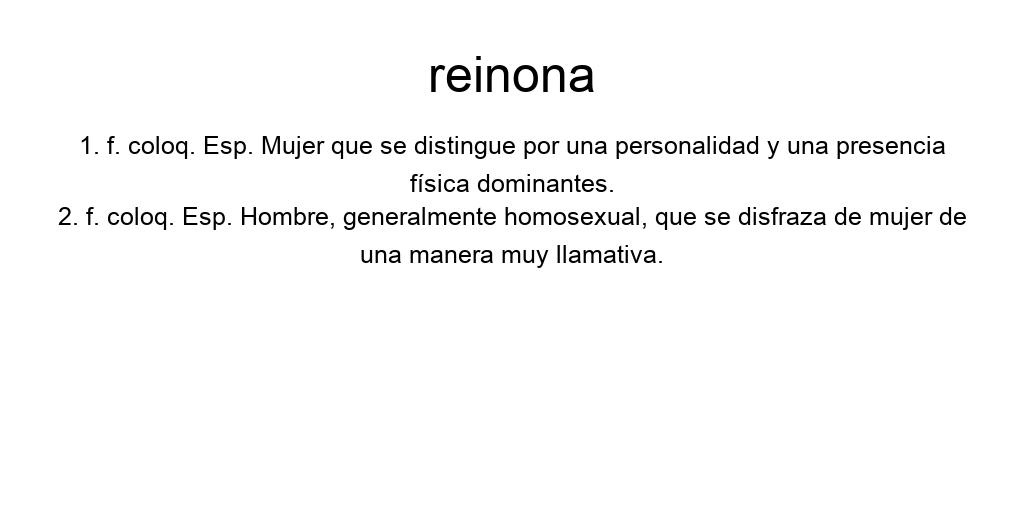 reinona
1. f. coloq. Esp. Mujer que se distingue por una personalidad y una presencia
física dominantes.
2. f. coloq. Esp. Hombre, generalmente homosexual, que se disfraza de mujer de
una manera muy llamativa.